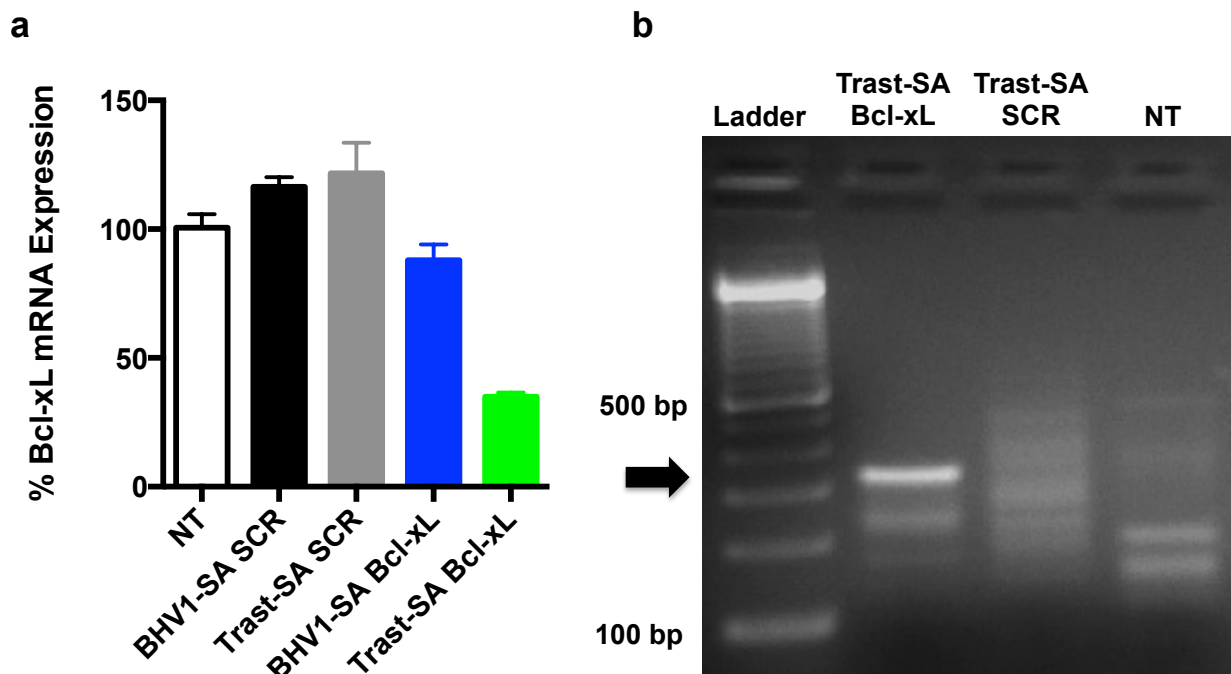 a
% Bcl-xL mRNA Expression
150
100
50
0
NT
BHV1-SA SCR
Trast-SA SCR
BHV1-SA Bcl-xL
Trast-SA Bcl-xL
b
Ladder
Trast-SA
Bcl-xL
Trast-SA
SCR
NT
500 bp
100 bp